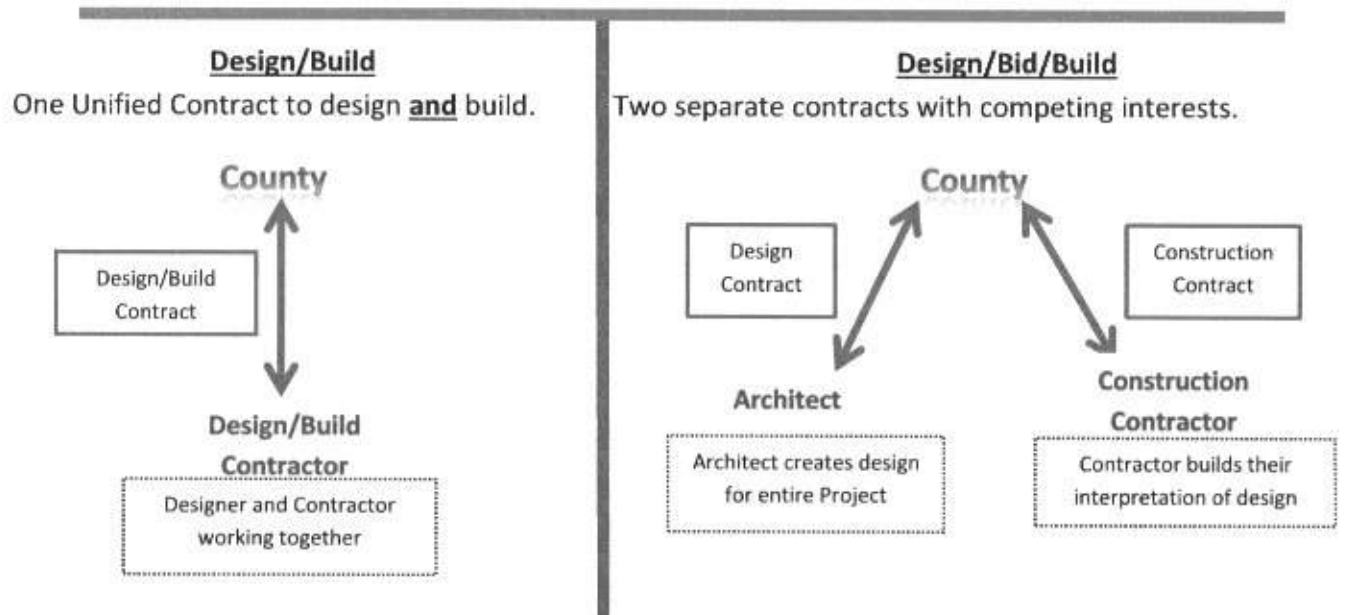 Design/Build
One Unified Contract to design and build.
County
Design/Build
Contract
Design/Build
Contractor
Designer and Contractor
working together
Design/Bid/Build
Two separate contracts with competing interests.
County
Design
Contract
Construction
Contract
Architect
Architect creates design
for entire Project
Construction
Contractor
Contractor builds their
interpretation of design